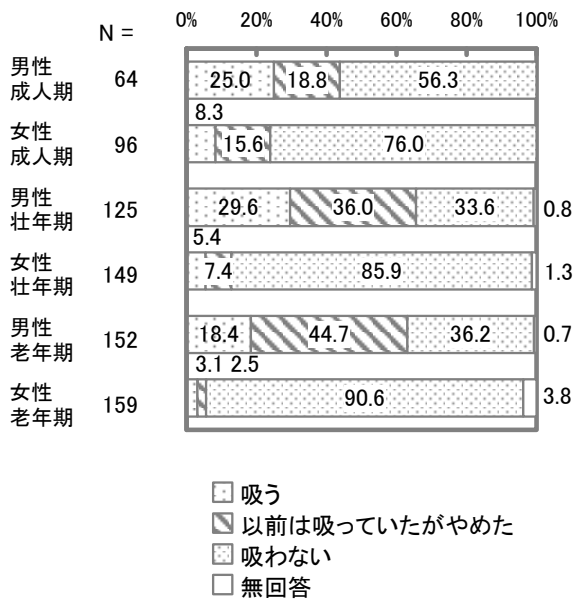 N =
0% 20% 40% 60% 80% 100%
男性
成人期 64 25.0 18.8 56.3
8.3
女性
成人期 96 15.6 76.0
男性
壮年期 125 29.6 36.0 33.6 0.8
5.4
女性
壮年期 149 7.4 85.9 1.3
男性
老年期 152 18.4 44.7 36.2 0.7
3.1 2.5
女性
老年期 159 90.6 3.8
吸う
以前は吸っていたがやめた
吸わない
無回答